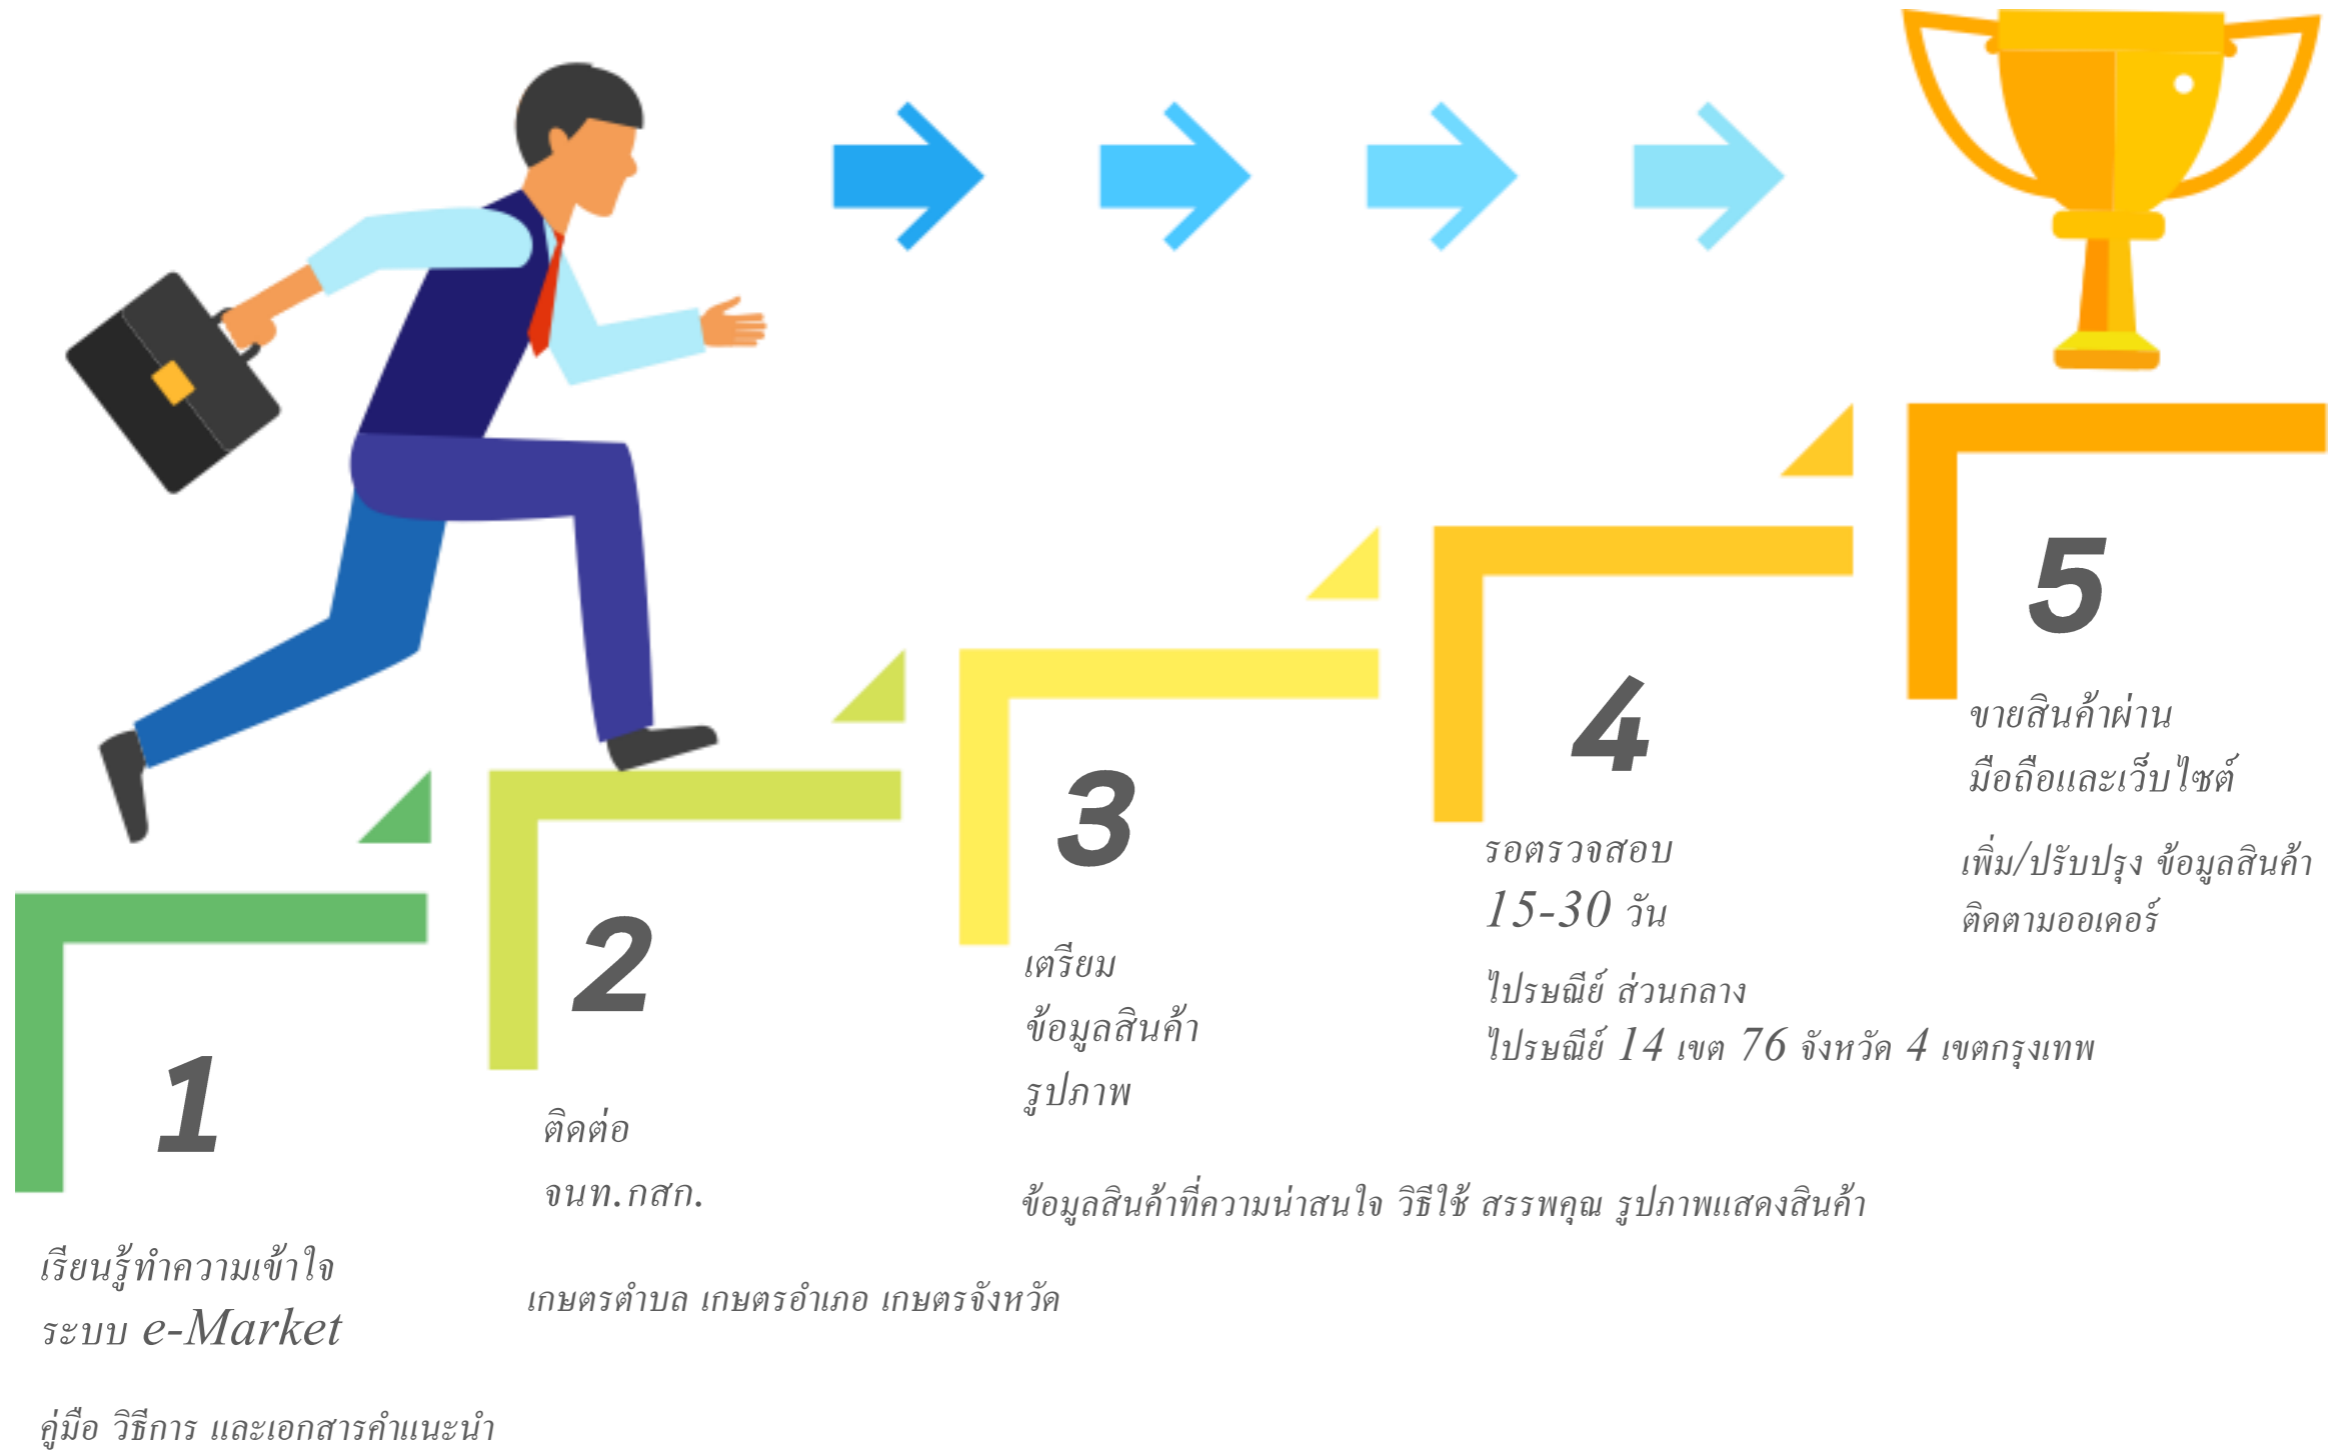 1
เรียนรู้ทำความเข้าใจ
ระบบ e-Market
คู่มือ วิธีการ และเอกสารคำแนะนำ
2
ติดต่อ
จนท.กสก.
เกษตรตำบล เกษตรอำเภอ เกษตรจังหวัด
3
เตรียม
ข้อมูลสินค้า
รูปภาพ
ข้อมูลสินค้าที่ความน่าสนใจ วิธีใช้ สรรพคุณ รูปภาพแสดงสินค้า
4
รอตรวจสอบ
15-30 วัน
ไปรษณีย์ ส่วนกลาง
ไปรษณีย์ 14 เขต 76 จังหวัด 4 เขตกรุงเทพ
5
ขายสินค้าผ่าน
มือถือและเว็บไซต์
เพิ่ม/ปรับปรุง ข้อมูลสินค้า
ติดตามออเดอร์